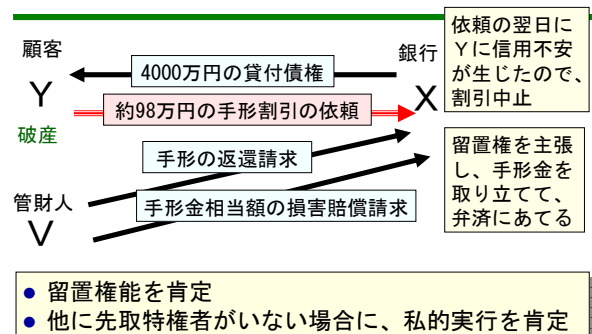 顧客
Y
破産
管財人
V
4000万円の貸付債権
約98万円の手形割引の依頼
手形の返還請求
手形金相当額の損害賠償請求
銀行
X
依頼の翌日に
Yに信用不安
が生じたので、
割引中止
留置権を主張
し、手形金を
取り立てて、
弁済にあてる
● 留置権能を肯定
● 他に先取特権者がいない場合に、私的実行を肯定